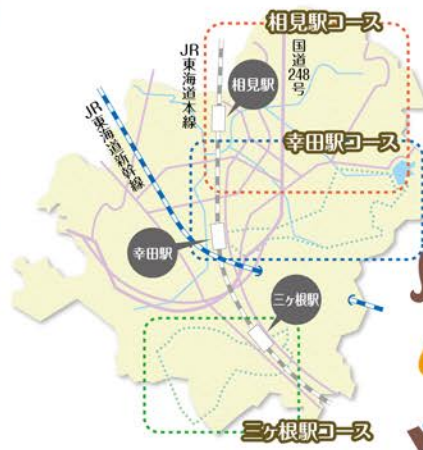 相見駅コース
JR東海道本線
国道248号
相見駅
JR東海道新幹線
幸田駅コース
幸田駅
三ヶ根駅
三ヶ根駅コース